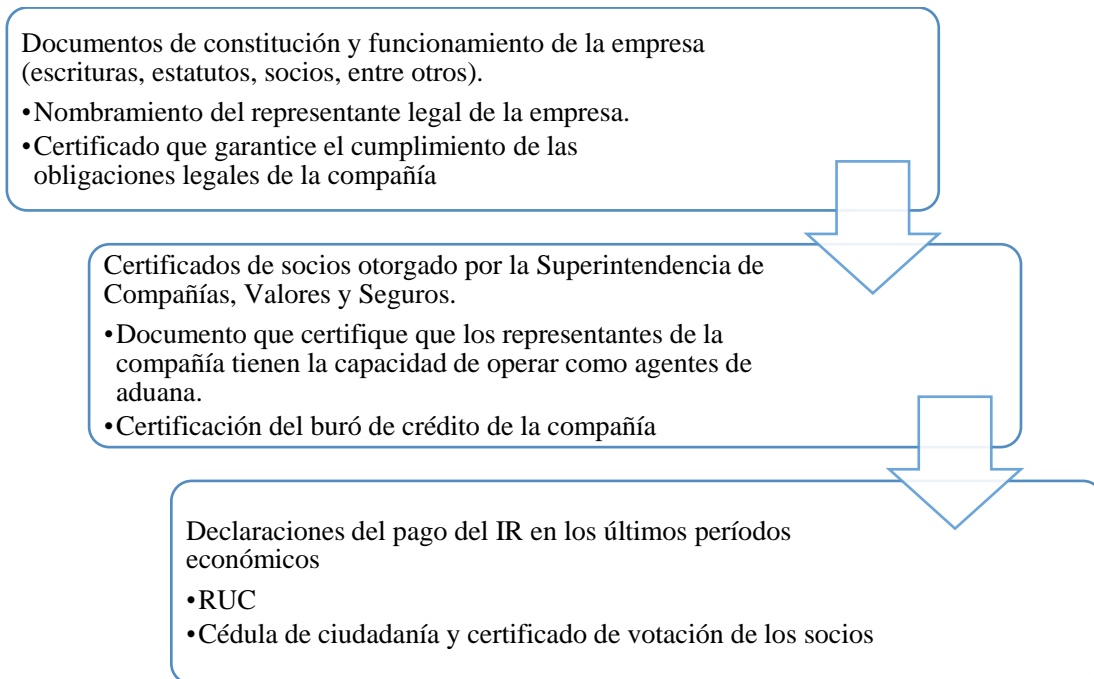 Documentos de constitución y funcionamiento de la empresa
(escrituras, estatutos, socios, entre otros).
•Nombramiento del representante legal de la empresa.
•Certificado que garantice el cumplimiento de las
obligaciones legales de la compañía
Certificados de socios otorgado por la Superintendencia de
Compañías, Valores y Seguros.
•Documento que certifique que los representantes de la
compañía tienen la capacidad de operar como agentes de
aduana.
•Certificación del buró de crédito de la compañía
Declaraciones del pago del IR en los últimos períodos
económicos
•RUC
•Cédula de ciudadanía y certificado de votación de los socios